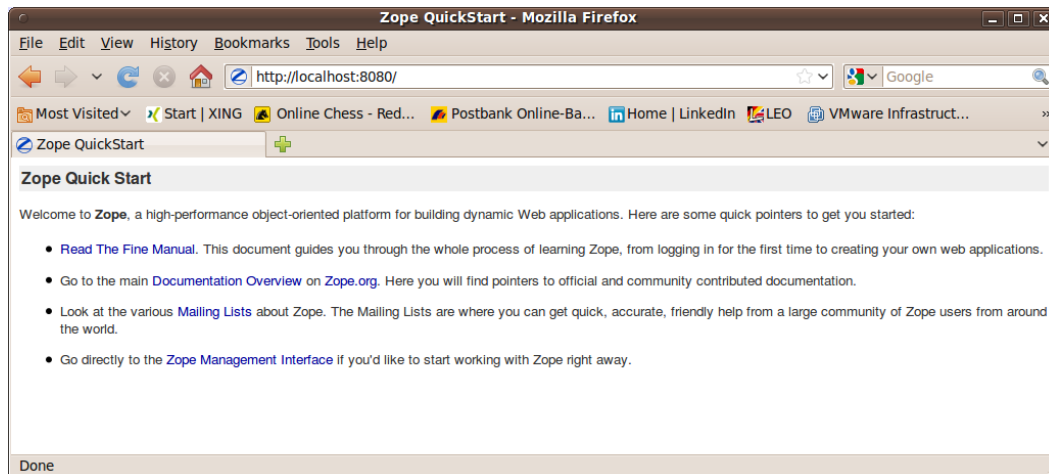 Zope QuickStart - Mozilla Firefox
File Edit View History Bookmarks Tools Help
http://localhost:8080/
Google
Most Visited Start | XING Online Chess - Red... Postbank Online-Ba... Home | LinkedIn LEO VMware Infrastruct... »
Zope QuickStart
Zope Quick Start
Welcome to Zope, a high-performance object-oriented platform for building dynamic Web applications. Here are some quick pointers to get you started:
• Read The Fine Manual. This document guides you through the whole process of learning Zope, from logging in for the first time to creating your own web applications.
• Go to the main Documentation Overview on Zope.org. Here you will find pointers to official and community contributed documentation.
• Look at the various Mailing Lists about Zope. The Mailing Lists are where you can get quick, accurate, friendly help from a large community of Zope users from around
the world.
• Go directly to the Zope Management Interface if you'd like to start working with Zope right away.
Done